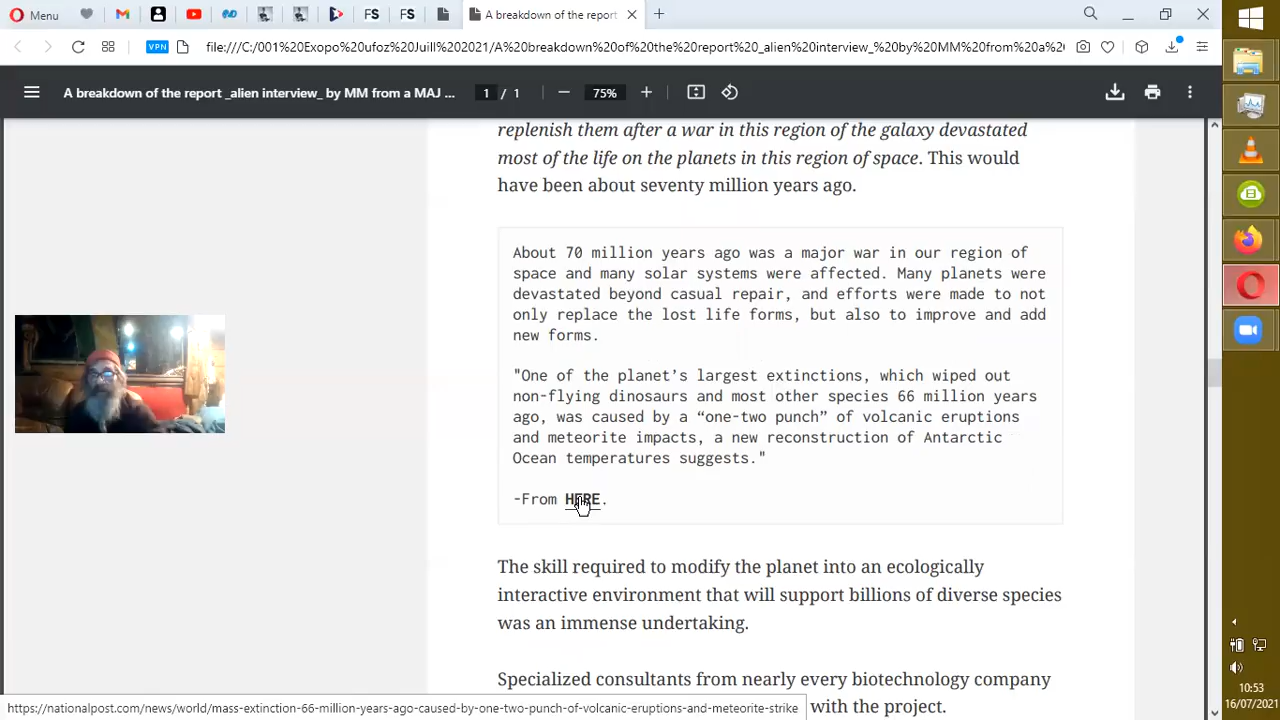 Menu
FS
FS
A breakdown of the report
VPN
file:///C:/001%20Exopo%20ufoz%20Juill%202021/A%20breakdown%20of%20the%20report%20_alien%20interview_%20by%20MM%20from%20a%20
A breakdown of the report _alien interview_ by MM from a MAJ ...
1 / 1
75%
replenish them after a war in this region of the galaxy devastated
most of the life on the planets in this region of space. This would
have been about seventy million years ago.
About 70 million years ago was a major war in our region of
space and many solar systems were affected. Many planets were
devastated beyond casual repair, and efforts were made to not
only replace the lost life forms, but also to improve and add
new forms.
"One of the planet’s largest extinctions, which wiped out
non-flying dinosaurs and most other species 66 million years
ago, was caused by a “one-two punch” of volcanic eruptions
and meteorite impacts, a new reconstruction of Antarctic
Ocean temperatures suggests."
-From HERE.
The skill required to modify the planet into an ecologically
interactive environment that will support billions of diverse species
was an immense undertaking.
Specialized consultants from nearly every biotechnology company
with the project.
https://nationalpost.com/news/world/mass-extinction-66-million-years-ago-caused-by-one-two-punch-of-volcanic-eruptions-and-meteorite-strike
10:53
16/07/2021